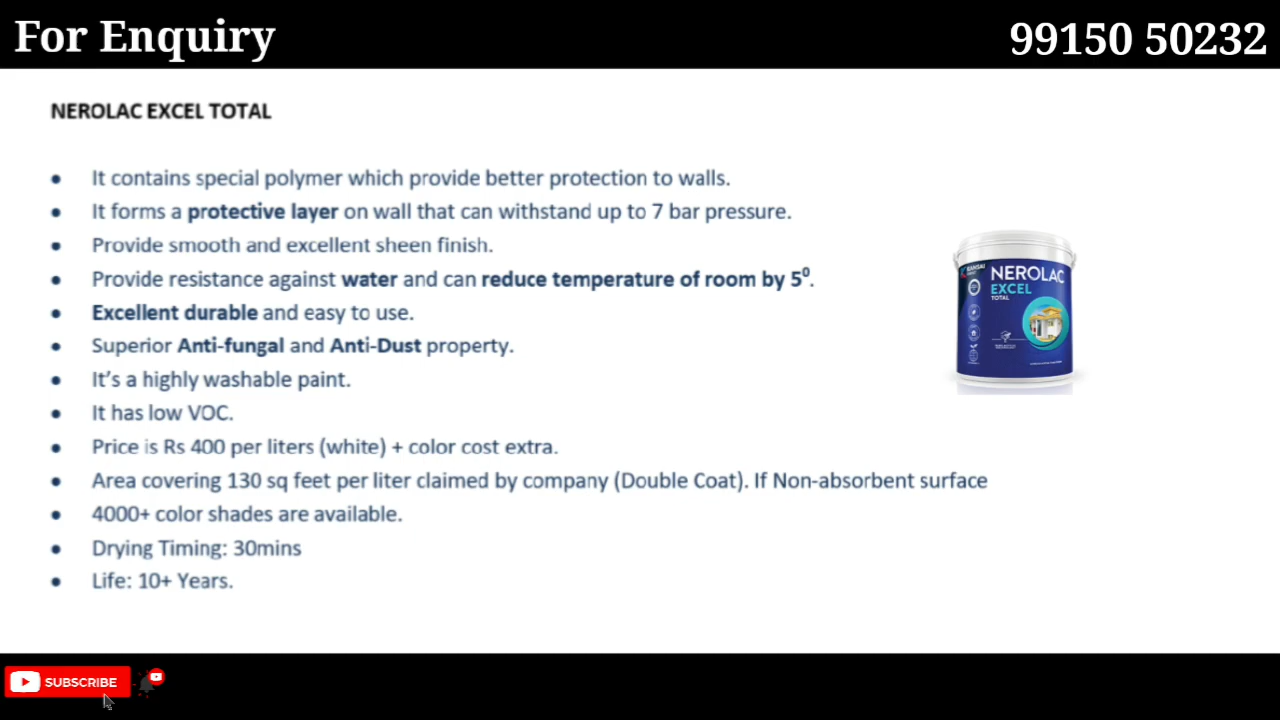 For Enquiry
99150 50232
NEROLAC EXCEL TOTAL
• It contains special polymer which provide better protection to walls.
• It forms a protective layer on wall that can withstand up to 7 bar pressure.
• Provide smooth and excellent sheen finish.
• Provide resistance against water and can reduce temperature of room by 5⁰.
• Excellent durable and easy to use.
• Superior Anti-fungal and Anti-Dust property.
• It's a highly washable paint.
• It has low VOC.
• Price is Rs 400 per liters (white) + color cost extra.
• Area covering 130 sq feet per liter claimed by company (Double Coat). If Non-absorbent surface
• 4000+ color shades are available.
• Drying Timing: 30mins
• Life: 10+ Years.
KANSAI
NEROLAC
EXCEL
TOTAL
SUBSCRIBE